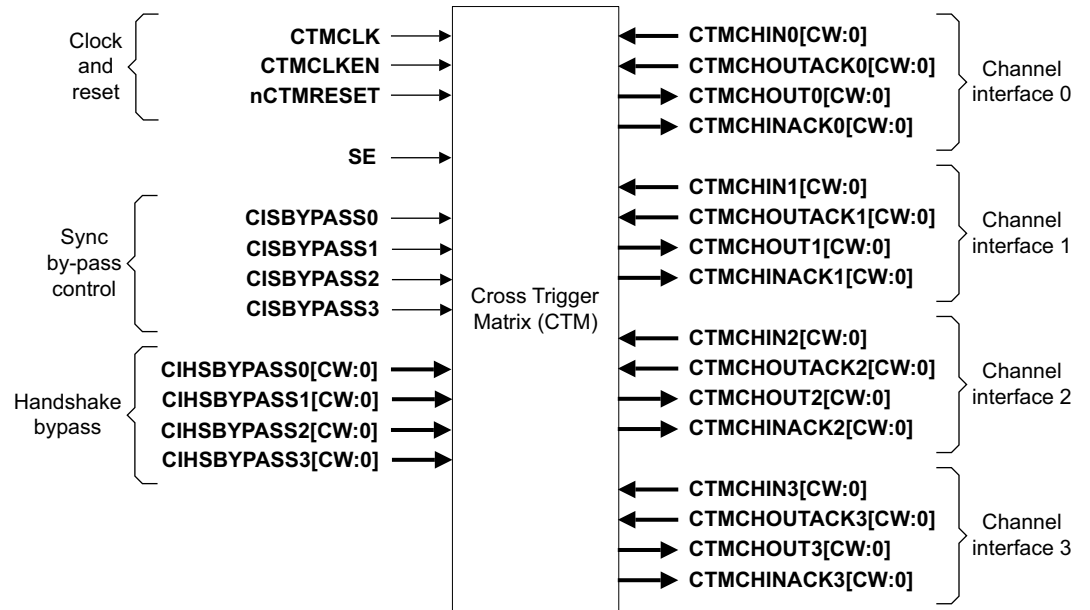 Clock
and
reset
CTMCLK
CTMCLKEN
nCTMRESET
SE
Sync
by-pass
control
CISBYPASS0
CISBYPASS1
CISBYPASS2
CISBYPASS3
Handshake
bypass
CIHSBYPASS0[CW:0]
CIHSBYPASS1[CW:0]
CIHSBYPASS2[CW:0]
CIHSBYPASS3[CW:0]
Cross Trigger
Matrix (CTM)
CTMCHIN0[CW:0]
CTMCHOUTACK0[CW:0]
CTMCHOUT0[CW:0]
CTMCHINACK0[CW:0]
Channel
interface 0
CTMCHIN1[CW:0]
CTMCHOUTACK1[CW:0]
CTMCHOUT1[CW:0]
CTMCHINACK1[CW:0]
Channel
interface 1
CTMCHIN2[CW:0]
CTMCHOUTACK2[CW:0]
CTMCHOUT2[CW:0]
CTMCHINACK2[CW:0]
Channel
interface 2
CTMCHIN3[CW:0]
CTMCHOUTACK3[CW:0]
CTMCHOUT3[CW:0]
CTMCHINACK3[CW:0]
Channel
interface 3